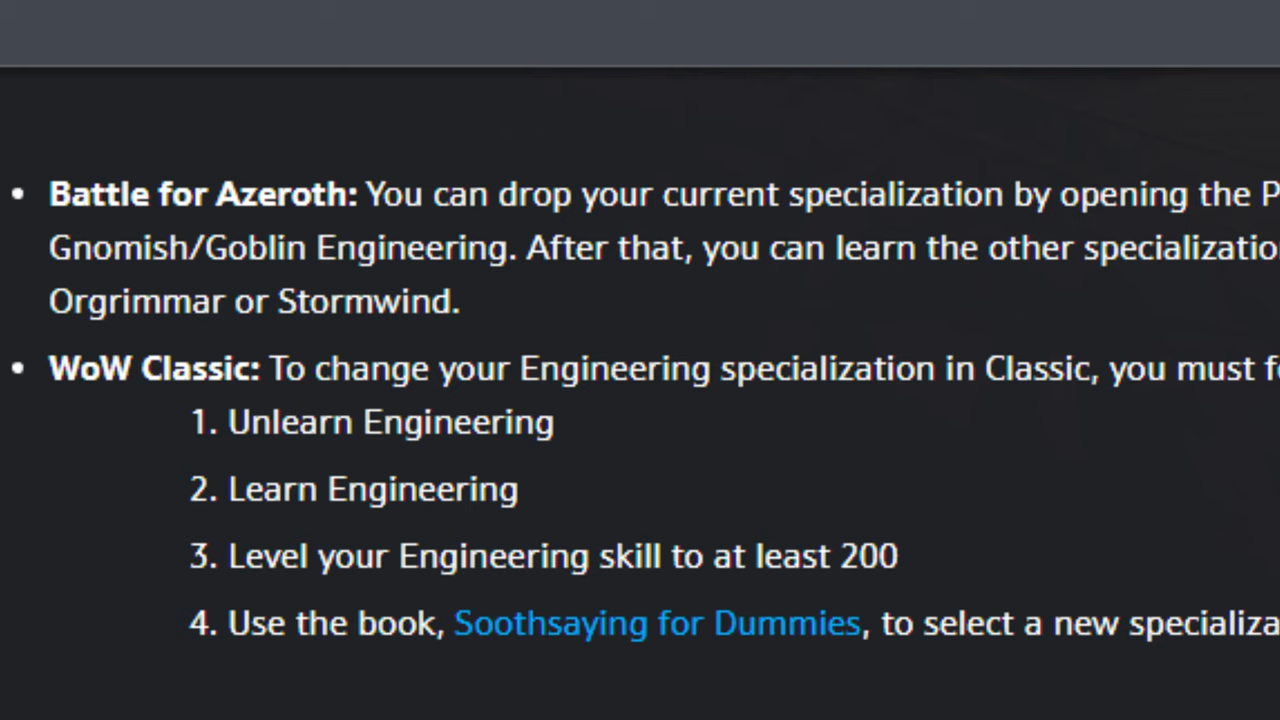 • Battle for Azeroth: You can drop your current specialization by opening the
Gnomish/Goblin Engineering. After that, you can learn the other
Orgrimmar or Stormwind.
• WoW Classic: To change your Engineering specialization in Classic, you must
1. Unlearn Engineering
2. Learn Engineering
3. Level your Engineering skill to at least 200
4. Use the book, Soothsaying for Dummies, to select a new